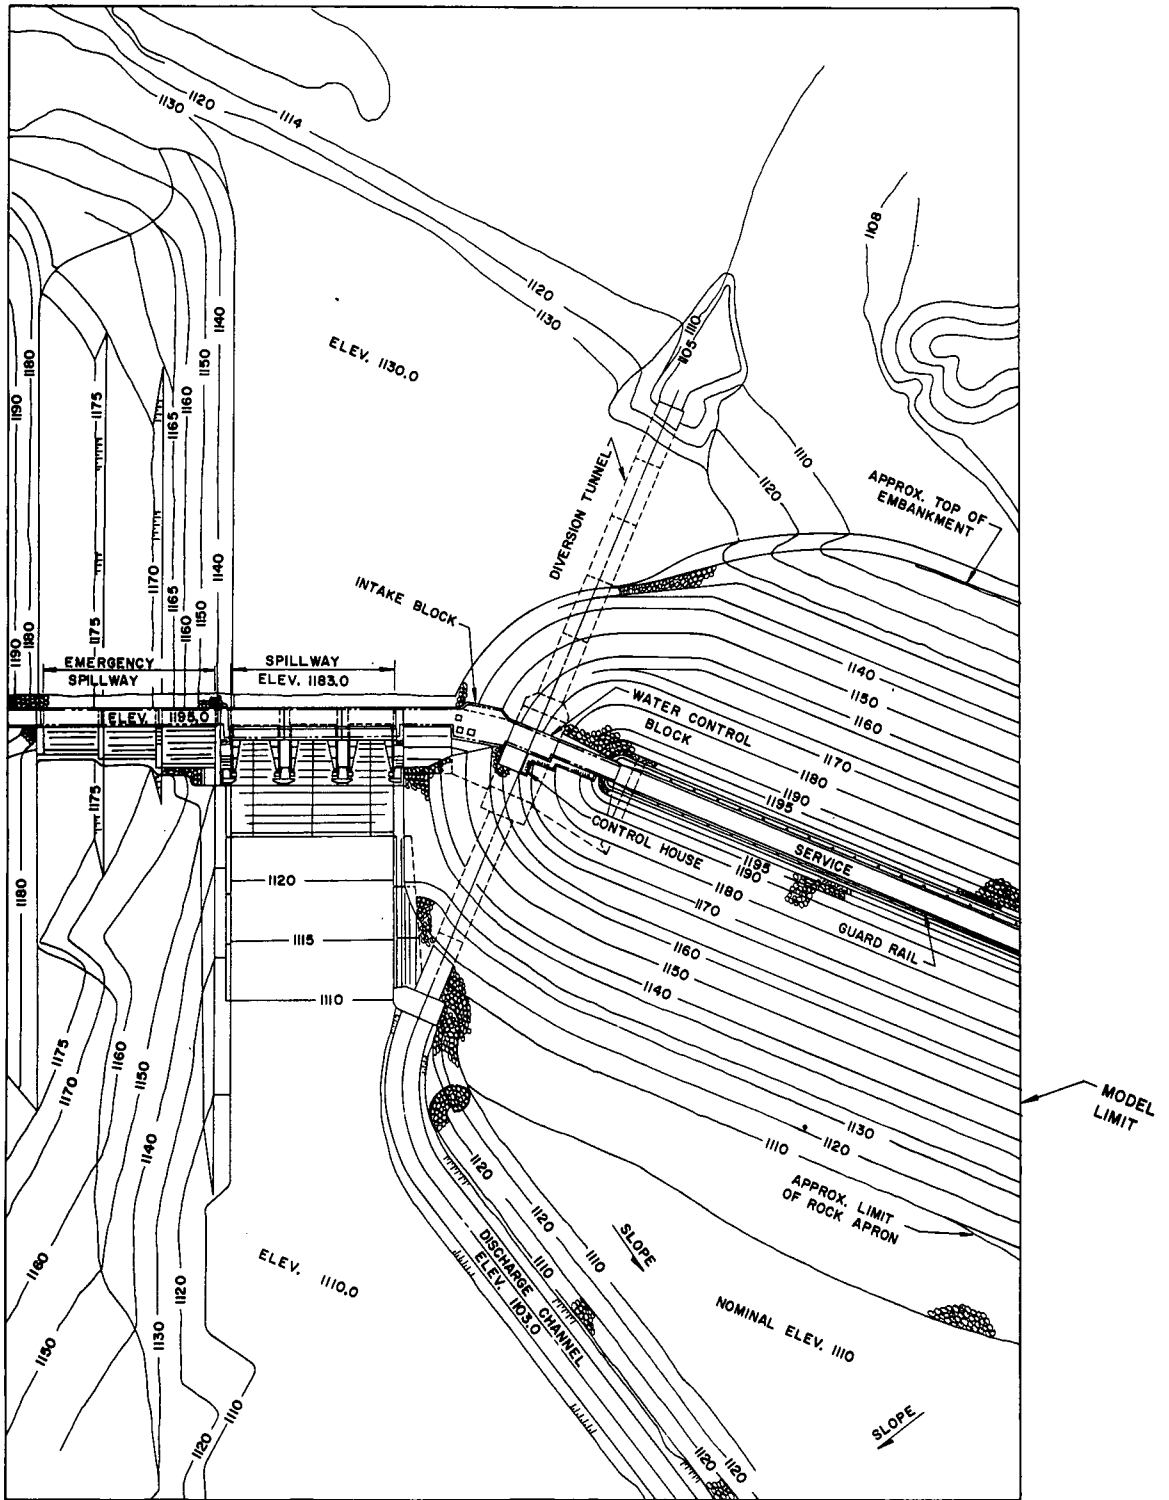 1130
1120
1114
1108
1120
1130
1110
1105
ELEV. 1130.0
1140
1150
1160
1165
1175
1180
1190
1110
1120
DIVERSION TUNNEL
APPROX. TOP OF
EMBANKMENT
1140
1150
1160
1165
1170
1175
1180
1190
INTAKE BLOCK
EMERGENCY
SPILLWAY
SPILLWAY
ELEV. 1183.0
ELEV. 1195.0
WATER CONTROL
BLOCK
1140
1150
1160
1170
1180
1190
1195
1175
1180
CONTROL HOUSE
SERVICE
1195
1190
1180
1170
GUARD RAIL
1160
1150
1140
1120
1115
1110
1175
1170
1160
1150
1140
MODEL
LIMIT
1130
1120
1110
APPROX. LIMIT
OF ROCK APRON
1120
1120
1110
1110
SLOPE
DISCHARGE CHANNEL
ELEV. 1103.0
ELEV. 1110.0
NOMINAL ELEV. 1110
1160
1150
1130
1120
1110
1120
SLOPE
1120
1120